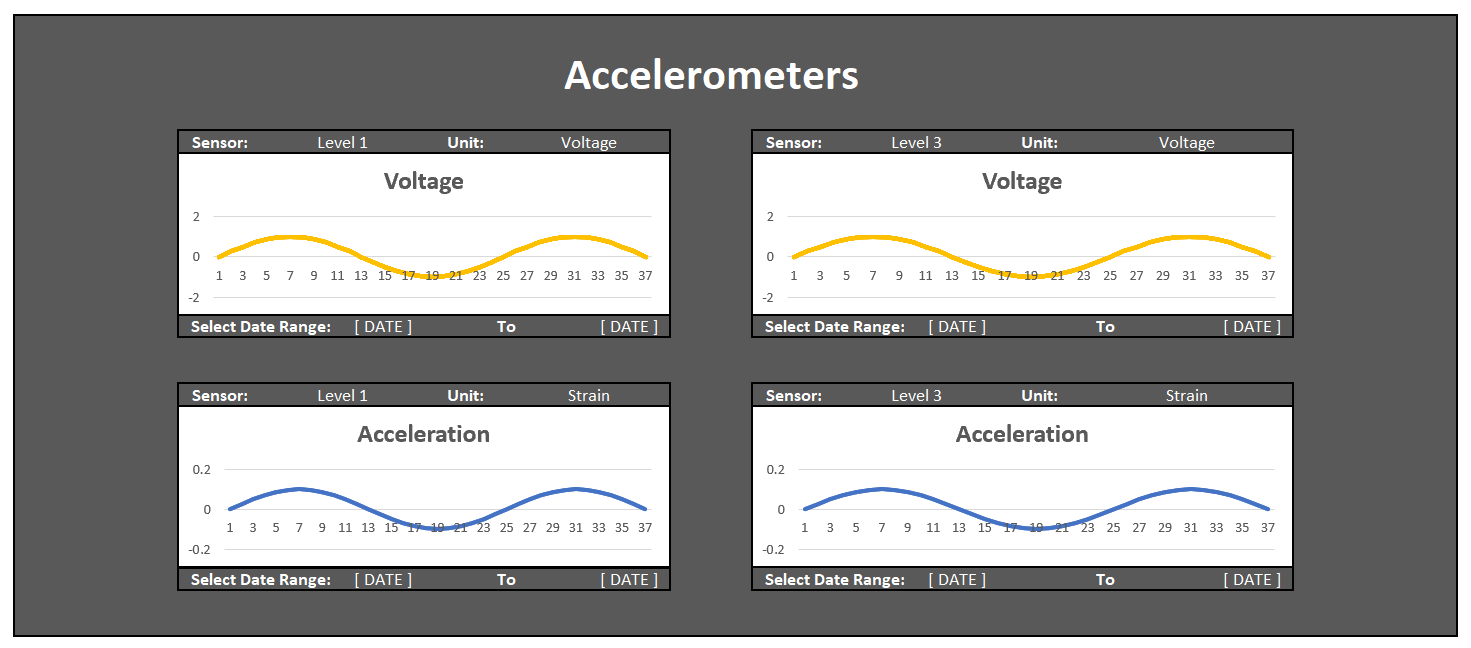 Accelerometers
Sensor: Level 1 Unit: Voltage
Voltage
2
0
1 3 5 7 9 11 13 15 17 19 21 23 25 27 29 31 33 35 37
-2
Select Date Range: [ DATE ] To [ DATE ]
Sensor: Level 3 Unit: Voltage
Voltage
2
0
1 3 5 7 9 11 13 15 17 19 21 23 25 27 29 31 33 35 37
-2
Select Date Range: [ DATE ] To [ DATE ]
Sensor: Level 1 Unit: Strain
Acceleration
0.2
0
1 3 5 7 9 11 13 15 17 19 21 23 25 27 29 31 33 35 37
-0.2
Select Date Range: [ DATE ] To [ DATE ]
Sensor: Level 3 Unit: Strain
Acceleration
0.2
0
1 3 5 7 9 11 13 15 17 19 21 23 25 27 29 31 33 35 37
-0.2
Select Date Range: [ DATE ] To [ DATE ]